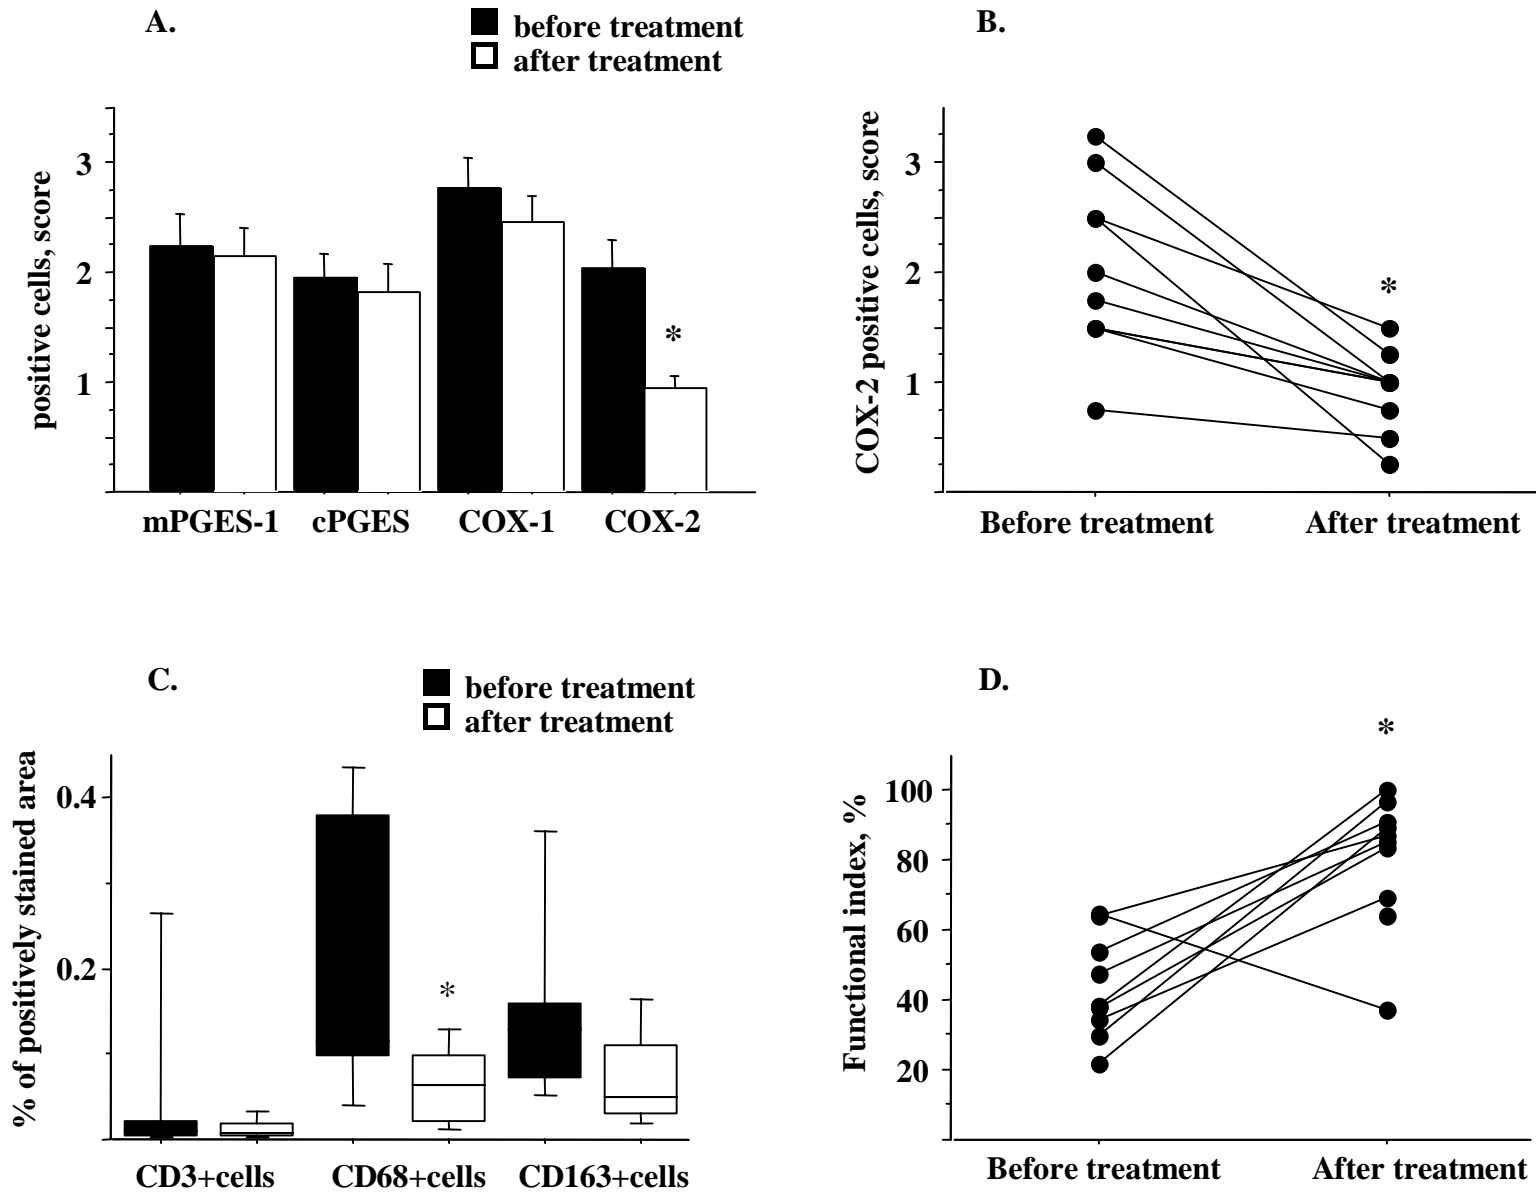 A.
before treatment
after treatment
positive cells, score
3
2
1
*
mPGES-1 cPGES COX-1 COX-2
B.
COX-2 positive cells, score
3
2
1
*
Before treatment After treatment
C.
before treatment
after treatment
% of positively stained area
0.4
0.2
*
CD3+cells CD68+cells CD163+cells
D.
*
Functional index, %
100
80
60
40
20
Before treatment After treatment